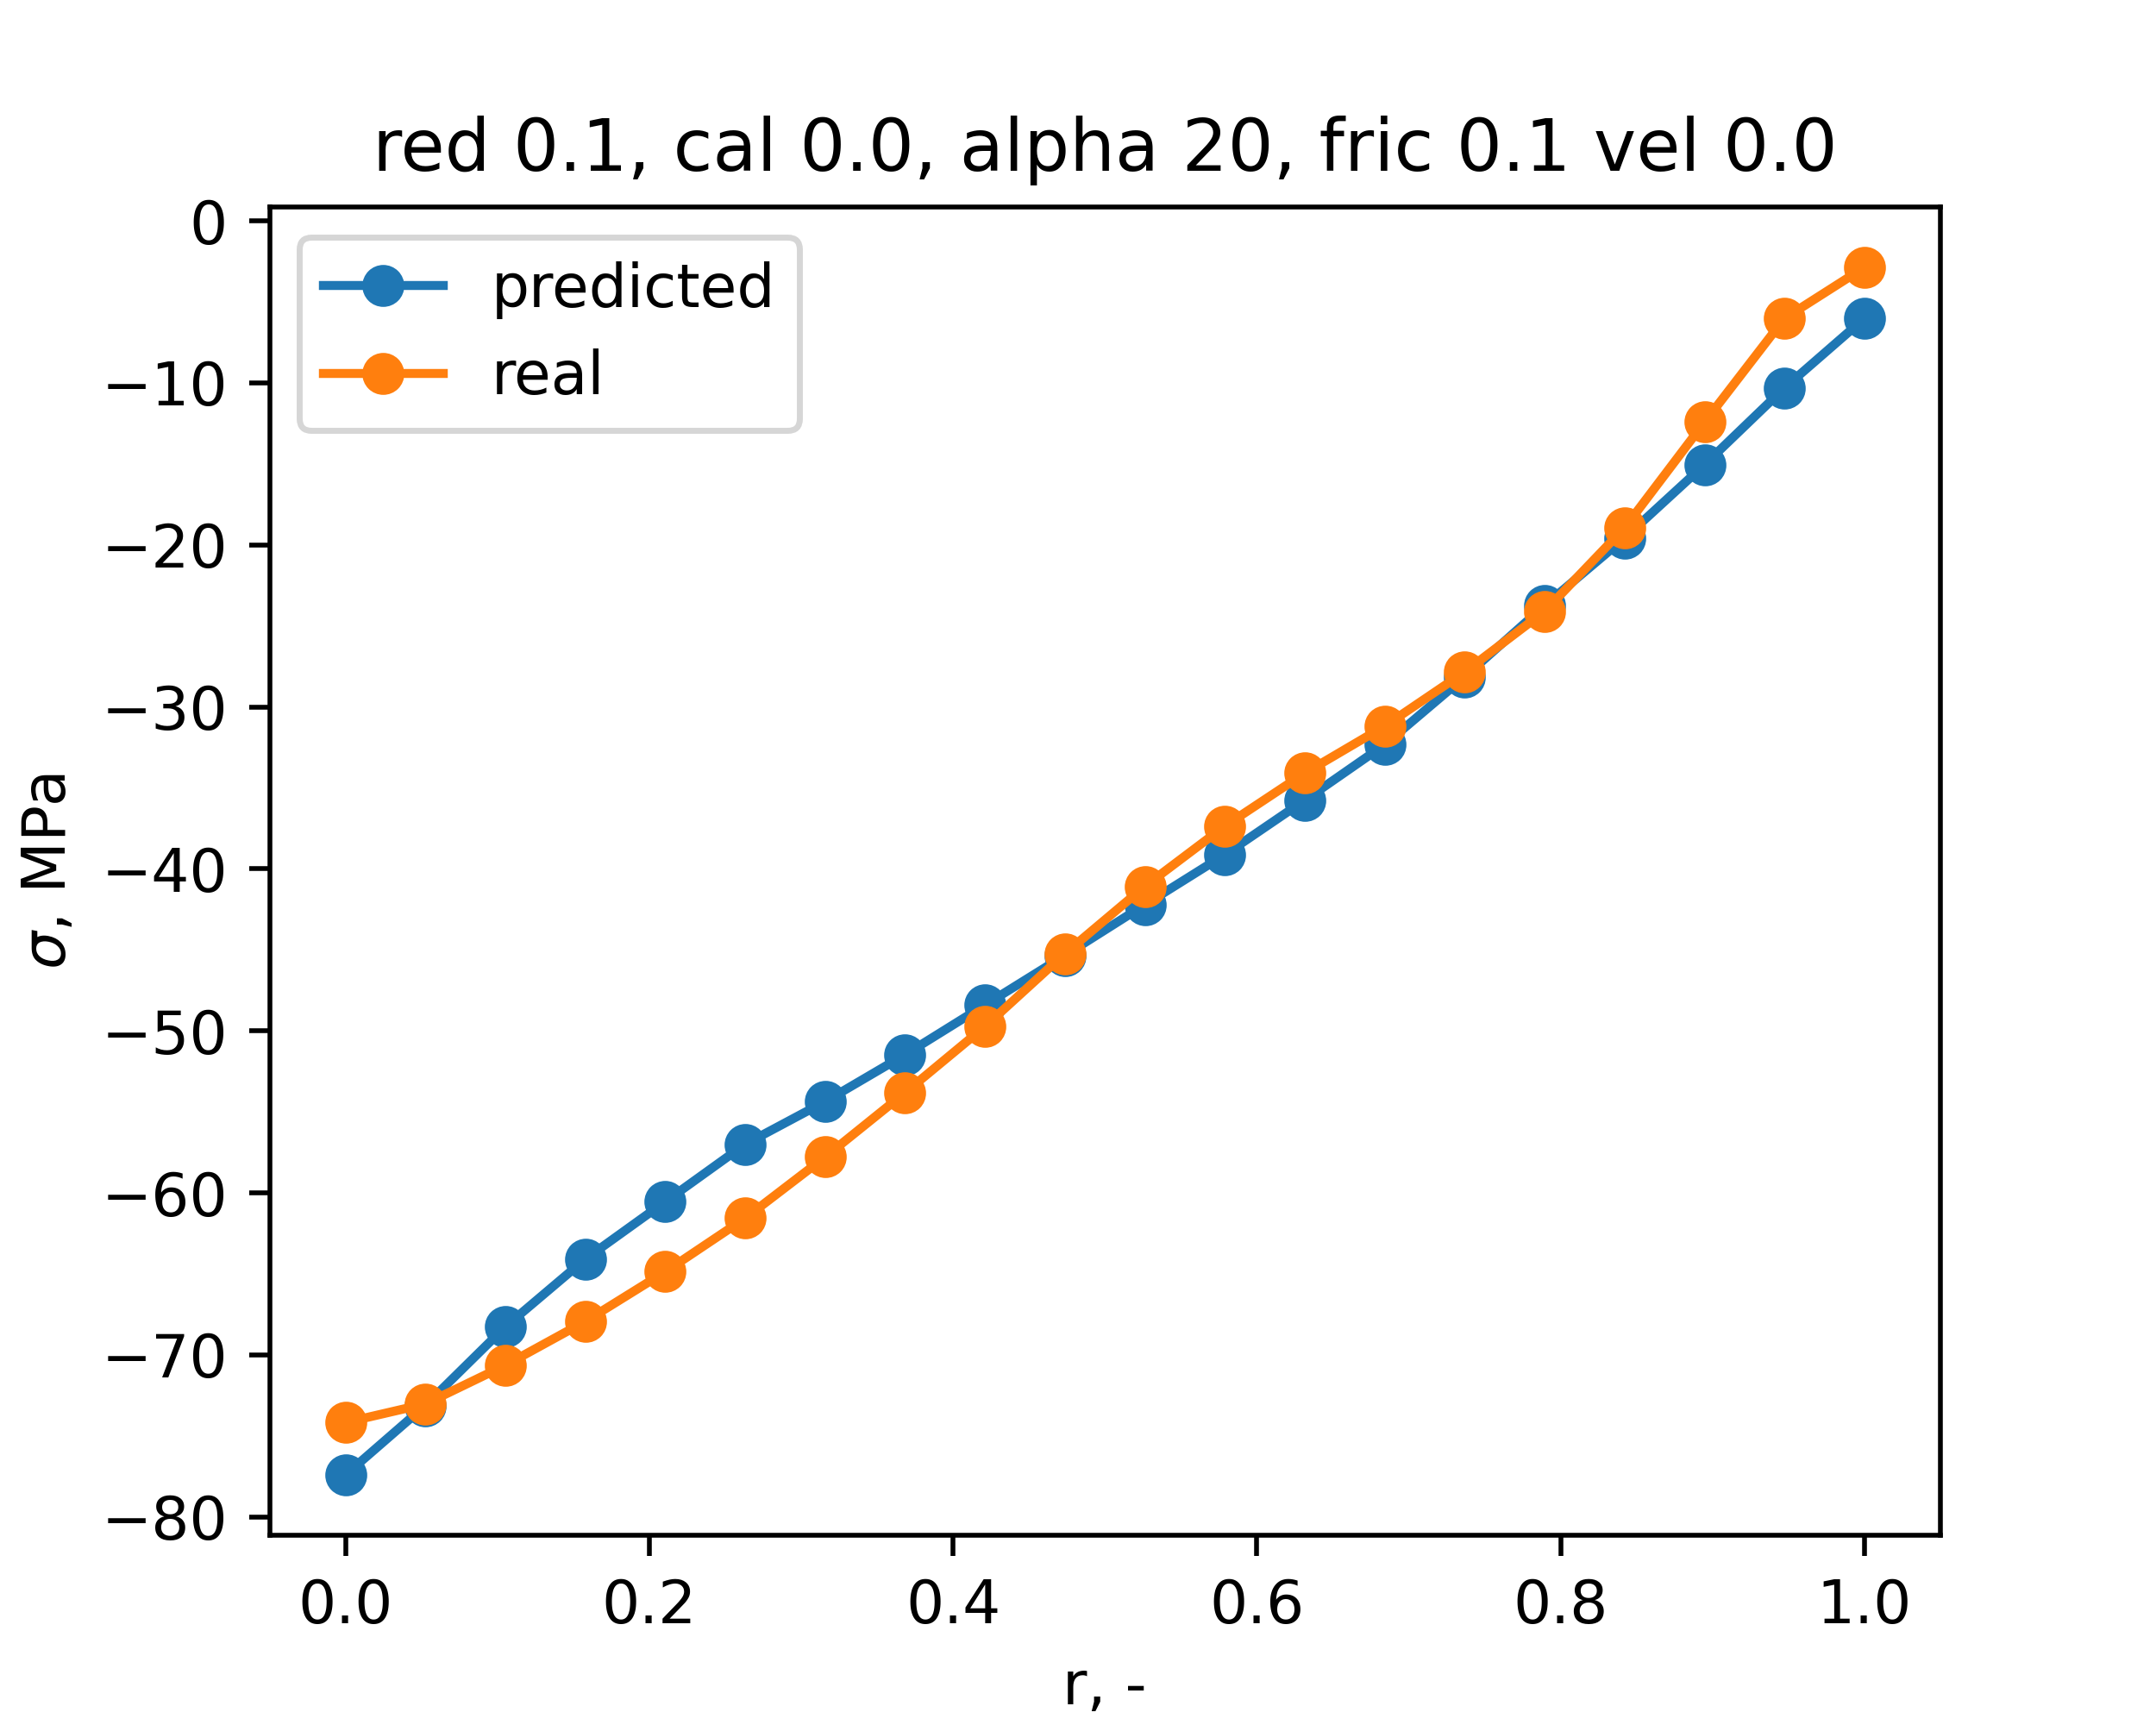 red 0.1, cal 0.0, alpha 20, fric 0.1 vel 0.0
predicted
real
0
−10
−20
−30
−40
−50
−60
−70
−80
σ, MPa
0.0 0.2 0.4 0.6 0.8 1.0
r, -